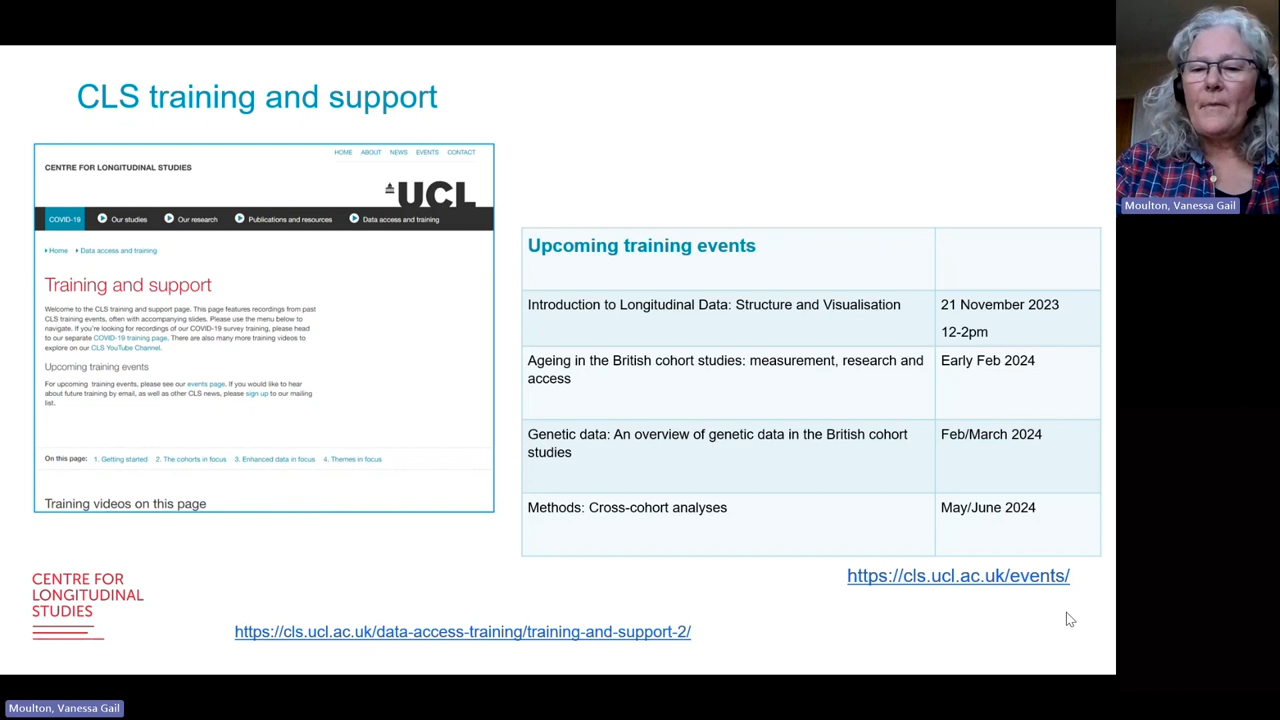 CLS training and support
HOME ABOUT NEWS EVENTS CONTACT
CENTRE FOR LONGITUDINAL STUDIES
UCL
COVID-19 Our studies Our research Publications and resources Data access and training
Home Data access and training
Training and support
Welcome to the CLS training and support page. This page features recordings from past
CLS training events, often with accompanying slides. Please use the menu below to
navigate. If you're looking for recordings of our COVID-19 survey training, please head
to our separate COVID-19 training page. There are also many more training videos to
explore on our CLS YouTube Channel.
Upcoming training events
For upcoming training events, please see our events page. If you would like to hear
about future training by email, as well as other CLS news, please sign up to our mailing
list.
On this page: 1. Getting started 2. The cohorts in focus 3. Enhanced data in focus 4. Themes in focus
Training videos on this page
Upcoming training events
Introduction to Longitudinal Data: Structure and Visualisation 21 November 2023
12-2pm
Ageing in the British cohort studies: measurement, research and Early Feb 2024
access
Genetic data: An overview of genetic data in the British cohort Feb/March 2024
studies
Methods: Cross-cohort analyses May/June 2024
https://cls.ucl.ac.uk/events/
CENTRE FOR
LONGITUDINAL
STUDIES
https://cls.ucl.ac.uk/data-access-training/training-and-support-2/
Moulton, Vanessa Gail
Moulton, Vanessa Gail